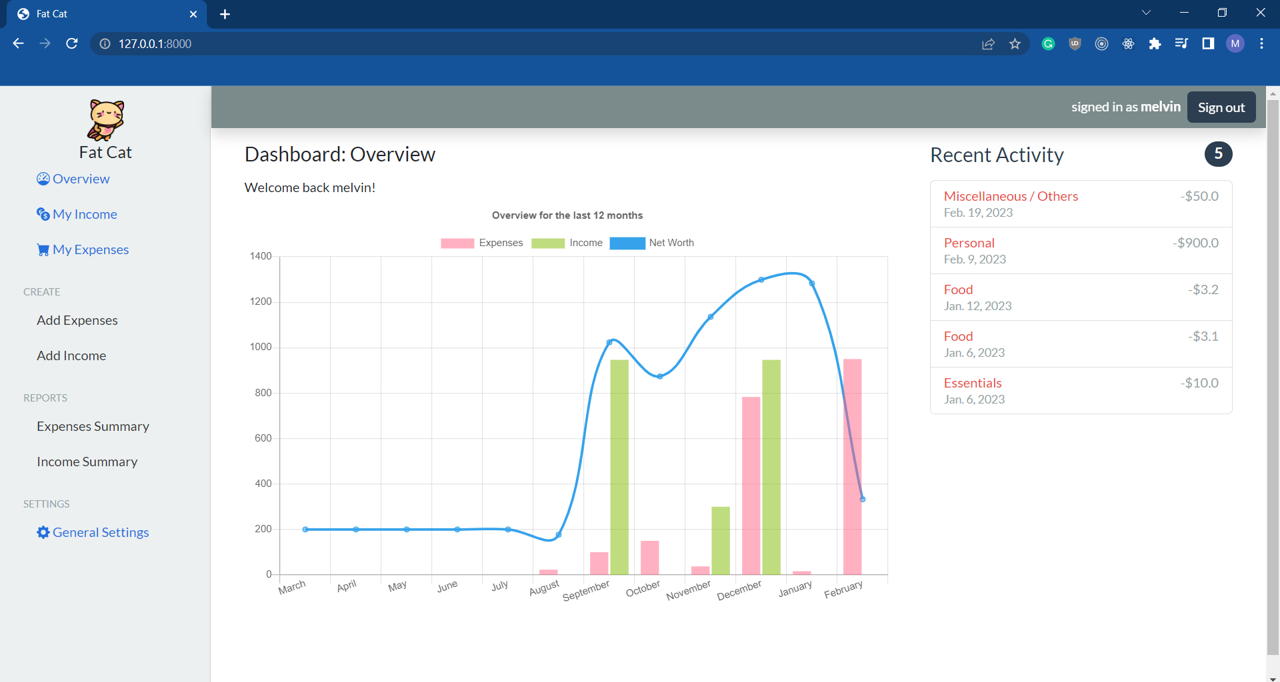 Fat Cat
127.0.0.1:8000
M
signed in as melvin
Sign out
Fat Cat
Overview
My Income
My Expenses
CREATE
Add Expenses
Add Income
REPORTS
Expenses Summary
Income Summary
SETTINGS
General Settings
Dashboard: Overview
Welcome back melvin!
Overview for the last 12 months
Expenses Income Net Worth
1400
1200
1000
800
600
400
200
0
March April May June July August September October November December January February
Recent Activity 5
Miscellaneous / Others -$50.0
Feb. 19, 2023
Personal -$900.0
Feb. 9, 2023
Food -$3.2
Jan. 12, 2023
Food -$3.1
Jan. 6, 2023
Essentials -$10.0
Jan. 6, 2023